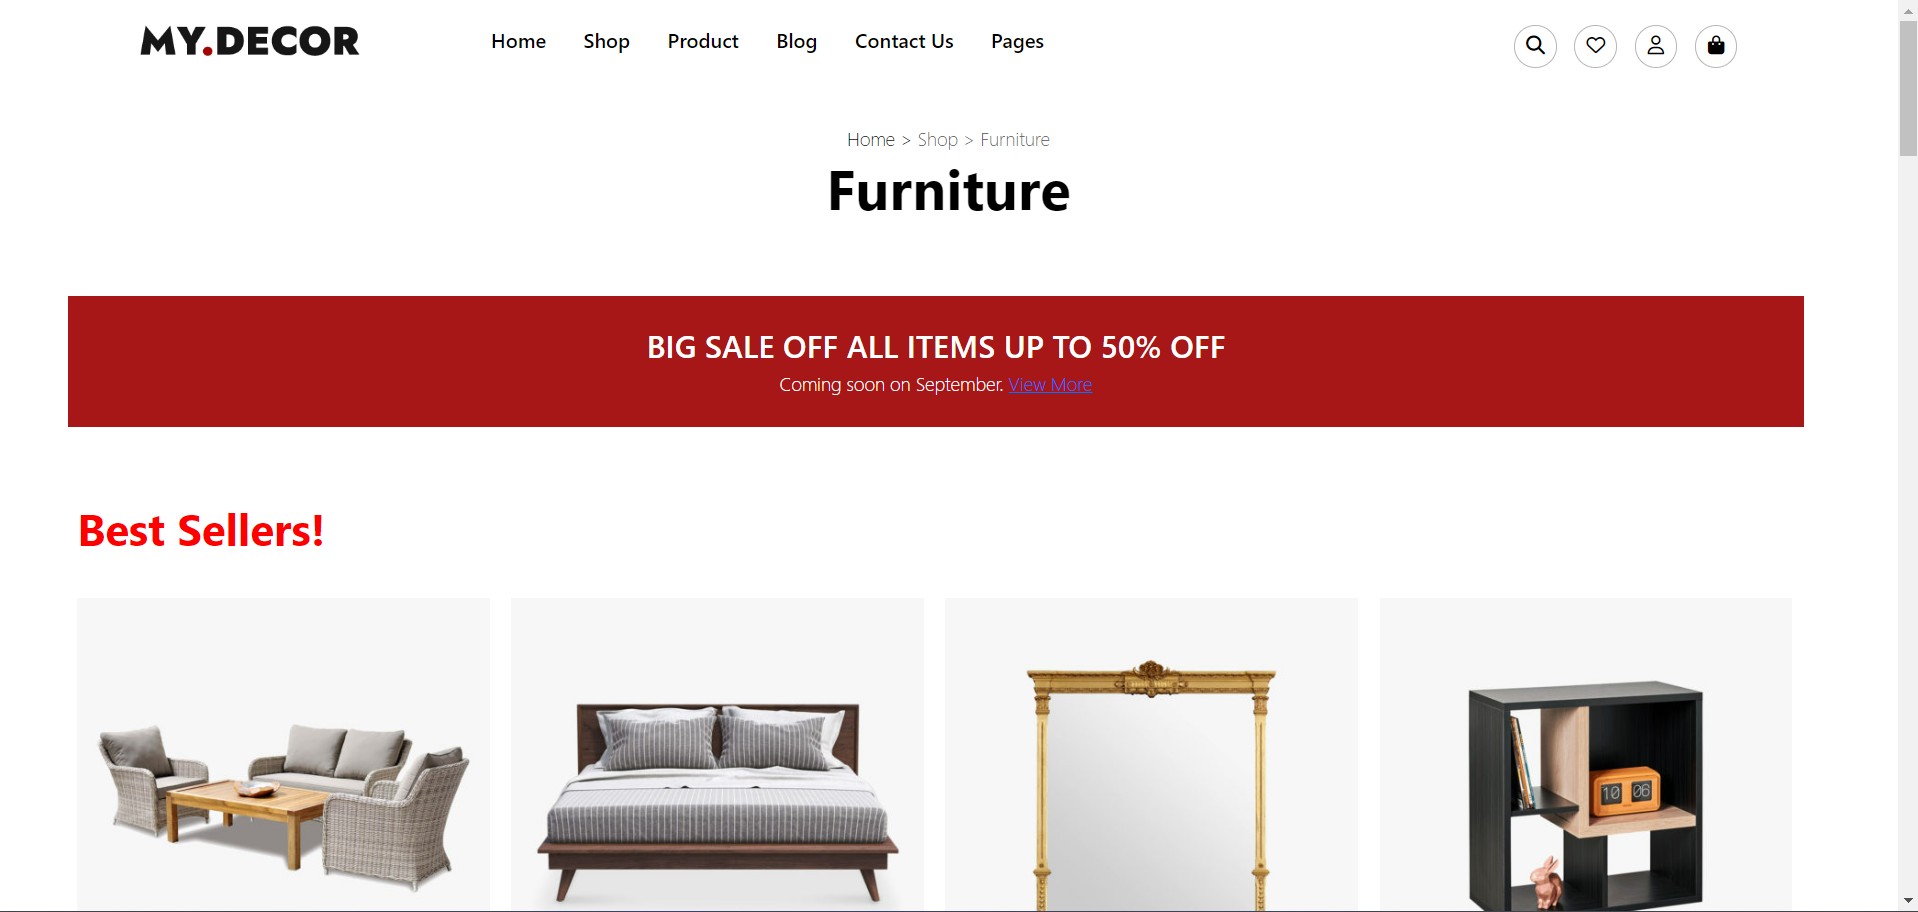 MY.DECOR
Home Shop Product Blog Contact Us Pages
Home > Shop > Furniture
Furniture
BIG SALE OFF ALL ITEMS UP TO 50% OFF
Coming soon on September. View More
Best Sellers!
10 06